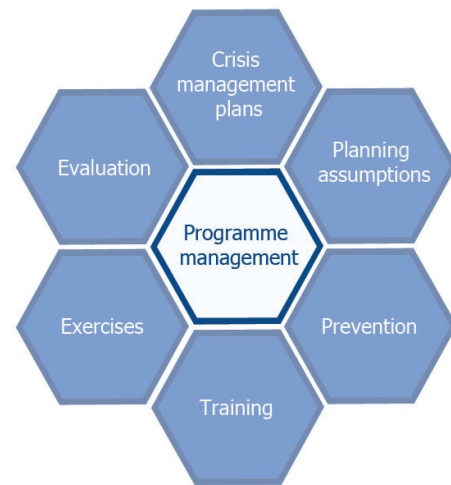 Crisis
management
plans
Planning
assumptions
Prevention
Training
Exercises
Evaluation
Programme
management